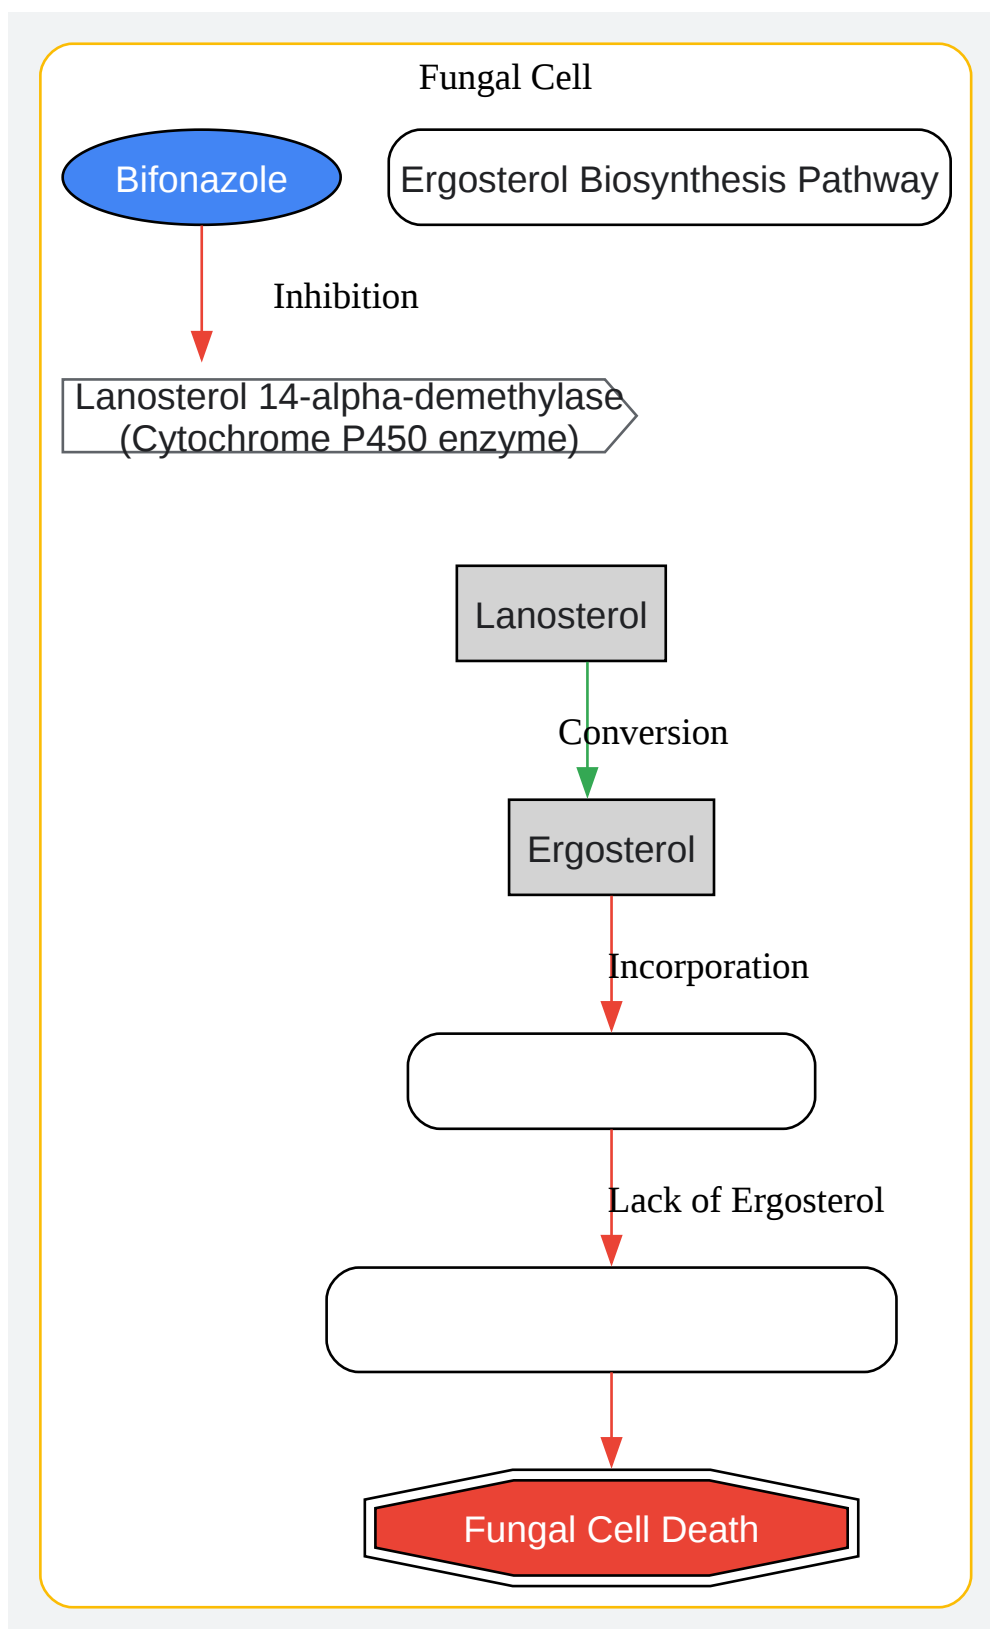 Fungal Cell
Bifonazole
Ergosterol Biosynthesis Pathway
Inhibition
Lanosterol 14-alpha-demethylase
(Cytochrome P450 enzyme)
Lanosterol
Conversion
Ergosterol
Incorporation
Lack of Ergosterol
Fungal Cell Death